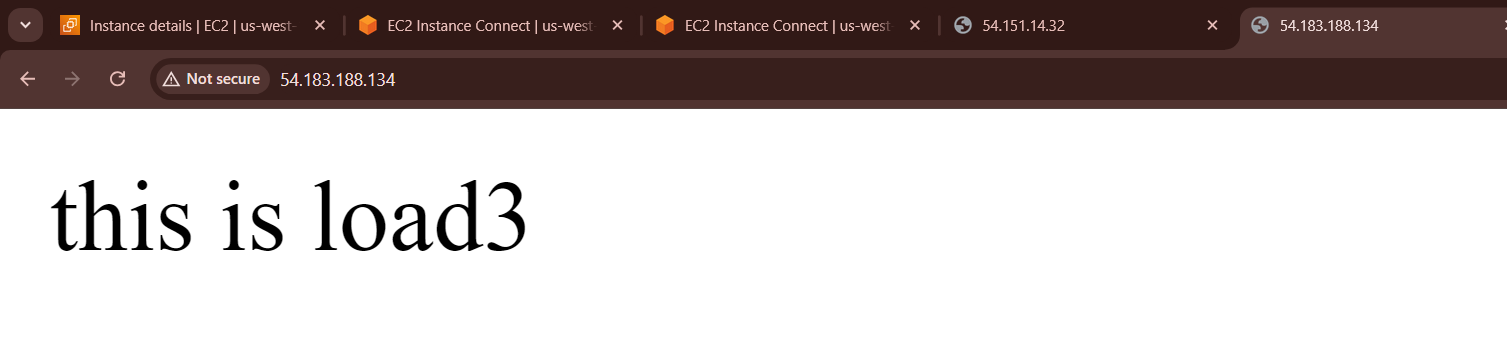 Instance details | EC2 | us-west-
EC2 Instance Connect | us-west-
EC2 Instance Connect | us-west-
54.151.14.32
54.183.188.134
Not secure
54.183.188.134
this is load3